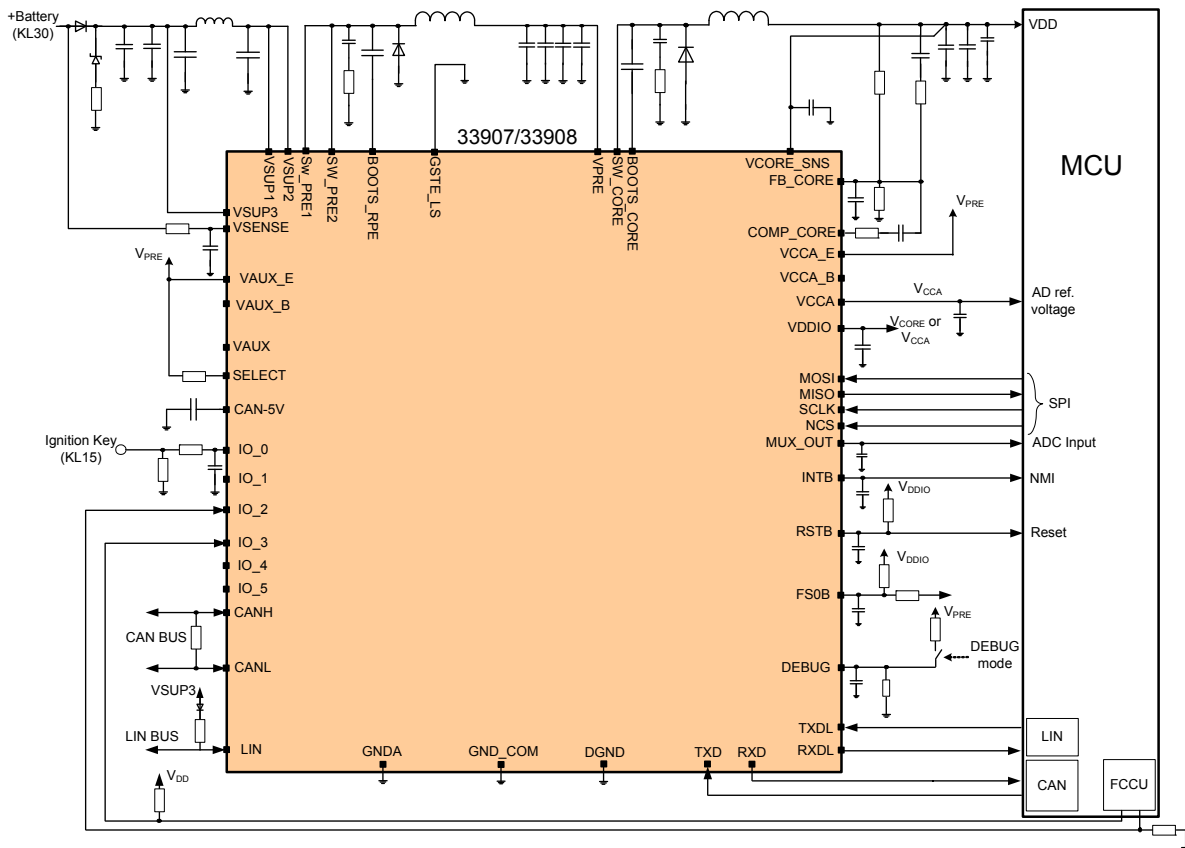 +Battery
(KL30)
VDD
33907/33908
MCU
VSUP1
VSUP2
Sw_PRE1
SW_PRE2
BOOTS_RPE
GSTE_LS
VPRE
SW_CORE
BOOTS_CORE
VCORE_SNS
FB_CORE
COMP_CORE
VCCA_E
VPRE
VCCA_B
VCCA
VCCA
AD ref.
voltage
VDDIO
VCORE or
VCCA
MOSI
MISO
SCLK
NCS
SPI
MUX_OUT
ADC Input
INTB
NMI
VDDIO
RSTB
Reset
VDDIO
FS0B
VPRE
DEBUG
DEBUG
mode
TXDL
RXDL
LIN
CAN
FCCU
VSUP3
VSENSE
VPRE
VAUX_E
VAUX_B
VAUX
SELECT
CAN-5V
Ignition Key
(KL15)
IO_0
IO_1
IO_2
IO_3
IO_4
IO_5
CANH
CAN BUS
CANL
VSUP3
LIN BUS
LIN
VDD
GNDA
GND_COM
DGND
TXD
RXD